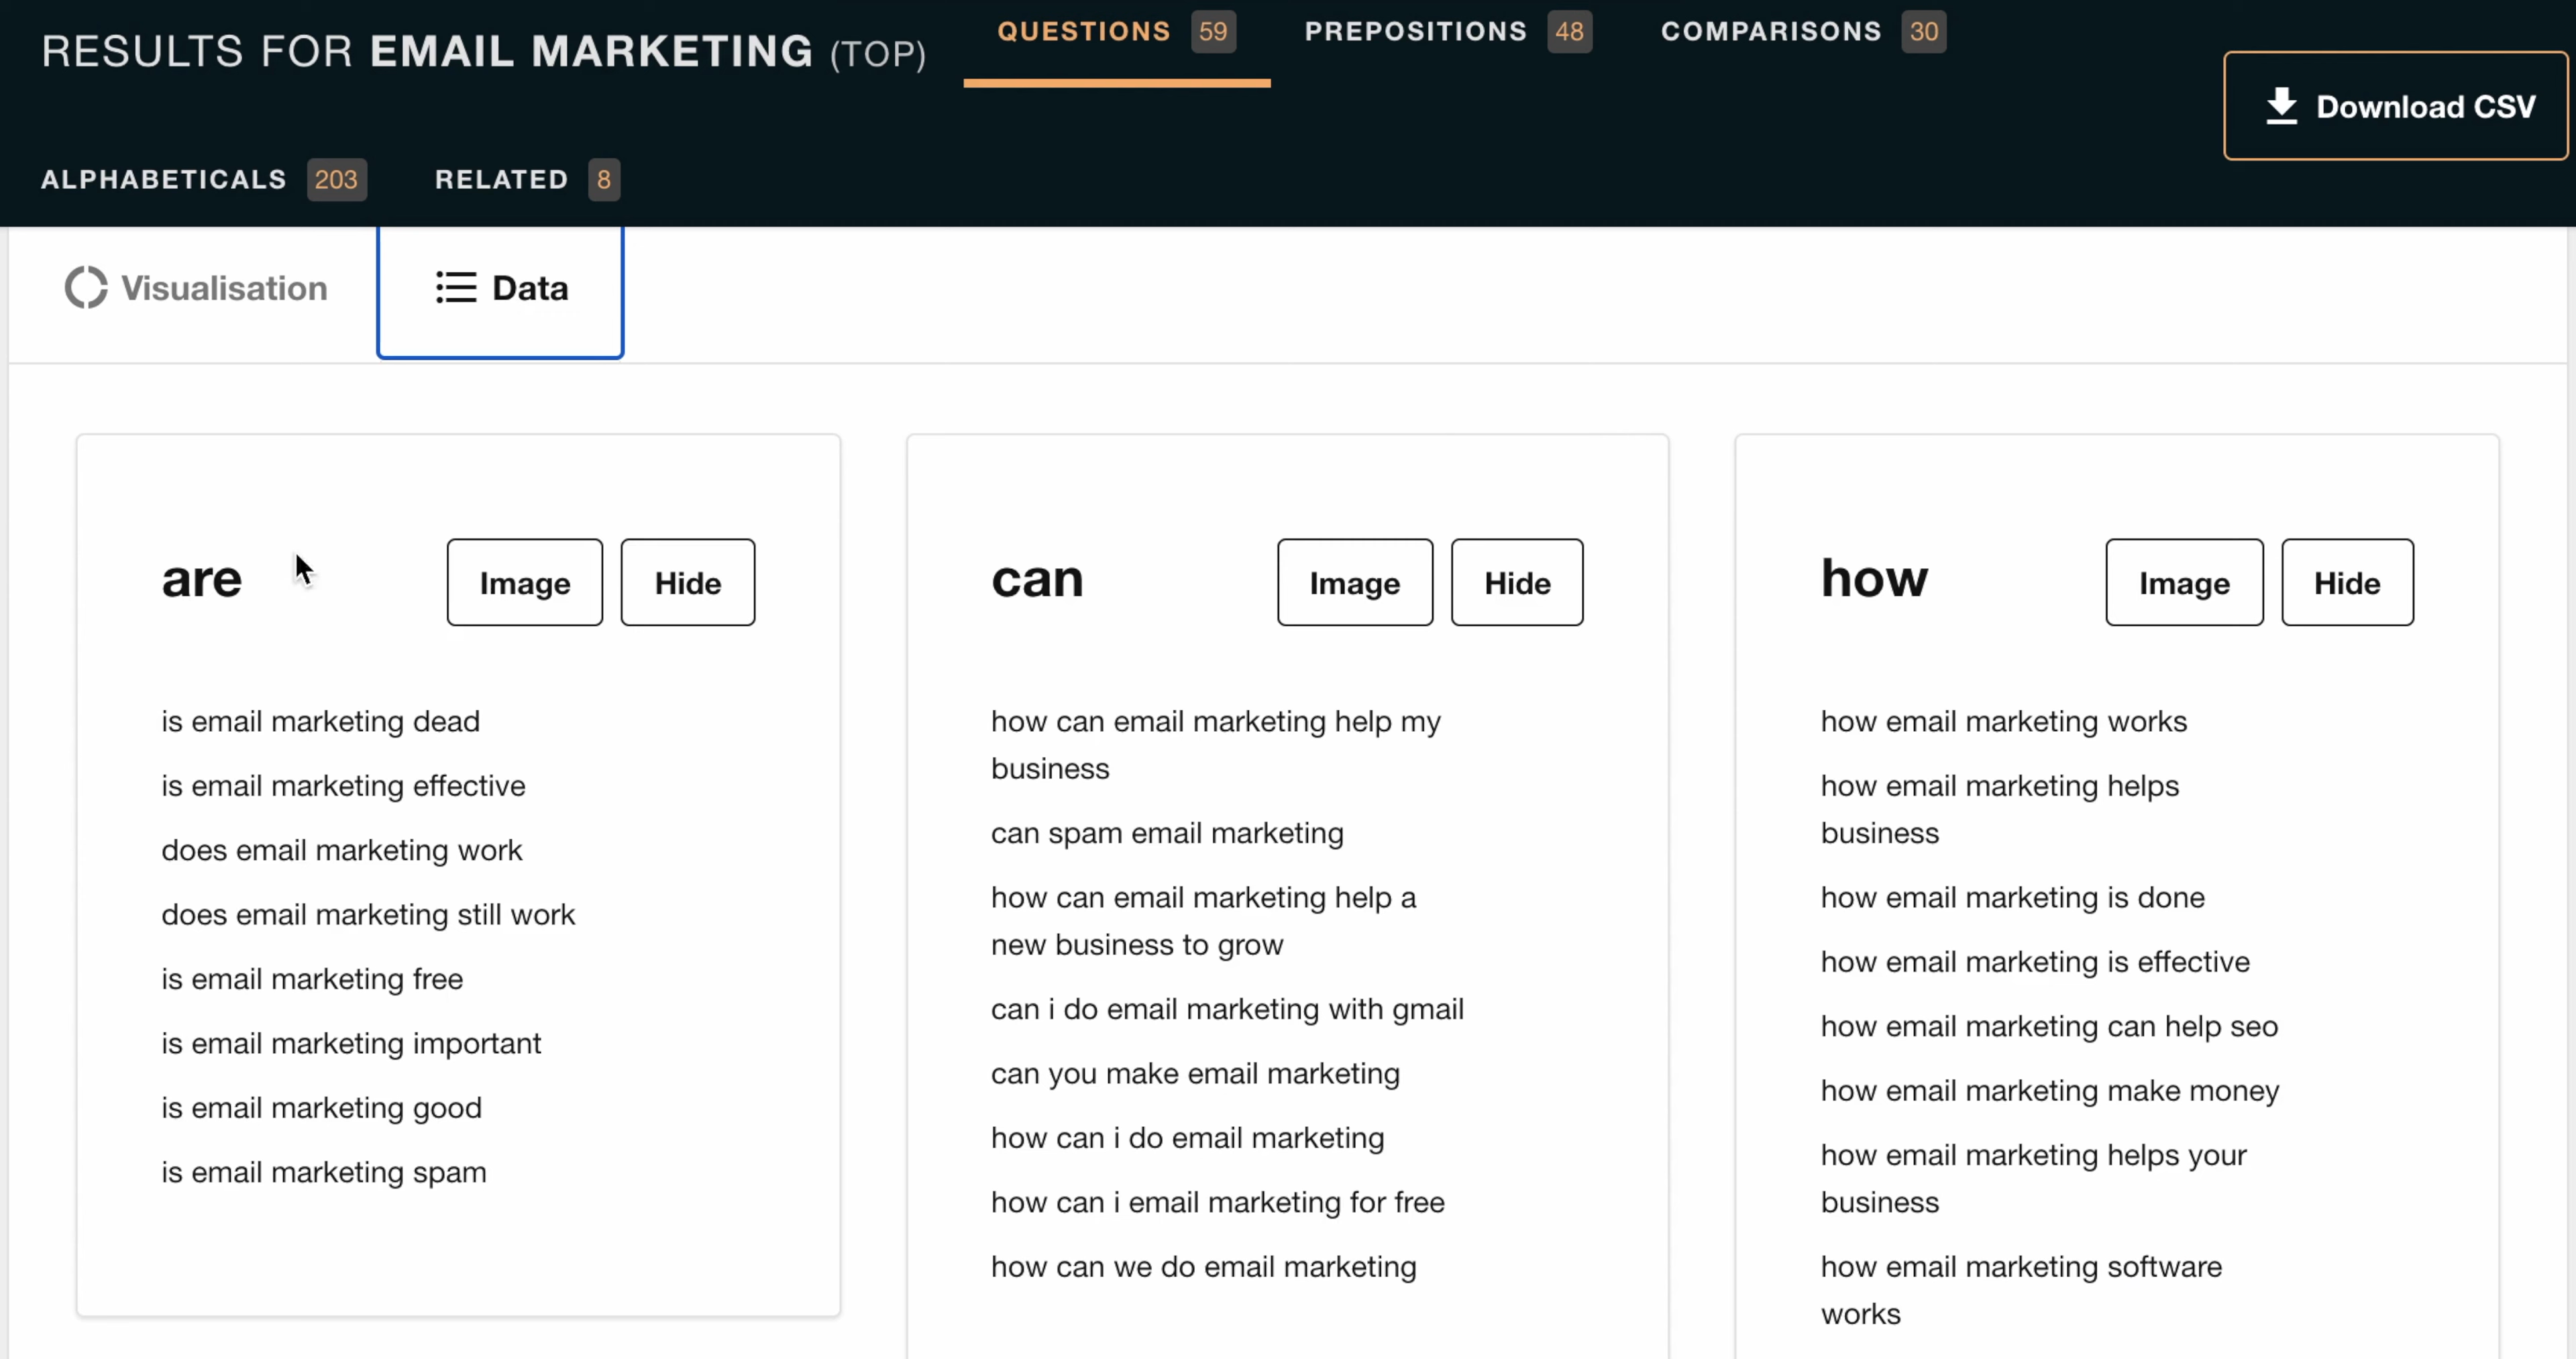 RESULTS FOR EMAIL MARKETING (TOP)
QUESTIONS 59
PREPOSITIONS 48
COMPARISONS 30
Download CSV
ALPHABETICALS 203
RELATED 8
Visualisation
Data
are
Image
Hide
is email marketing dead
is email marketing effective
does email marketing work
does email marketing still work
is email marketing free
is email marketing important
is email marketing good
is email marketing spam
can
Image
Hide
how can email marketing help my
business
can spam email marketing
how can email marketing help a
new business to grow
can i do email marketing with gmail
can you make email marketing
how can i do email marketing
how can i email marketing for free
how can we do email marketing
how
Image
Hide
how email marketing works
how email marketing helps
business
how email marketing is done
how email marketing is effective
how email marketing can help seo
how email marketing make money
how email marketing helps your
business
how email marketing software
works